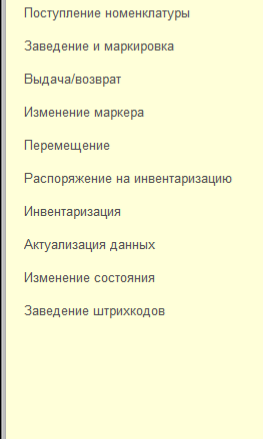 Поступление номенклатуры
Заведение и маркировка
Выдача/возврат
Изменение маркера
Перемещение
Распоряжение на инвентаризацию
Инвентаризация
Актуализация данных
Изменение состояния
Заведение штрихкодов